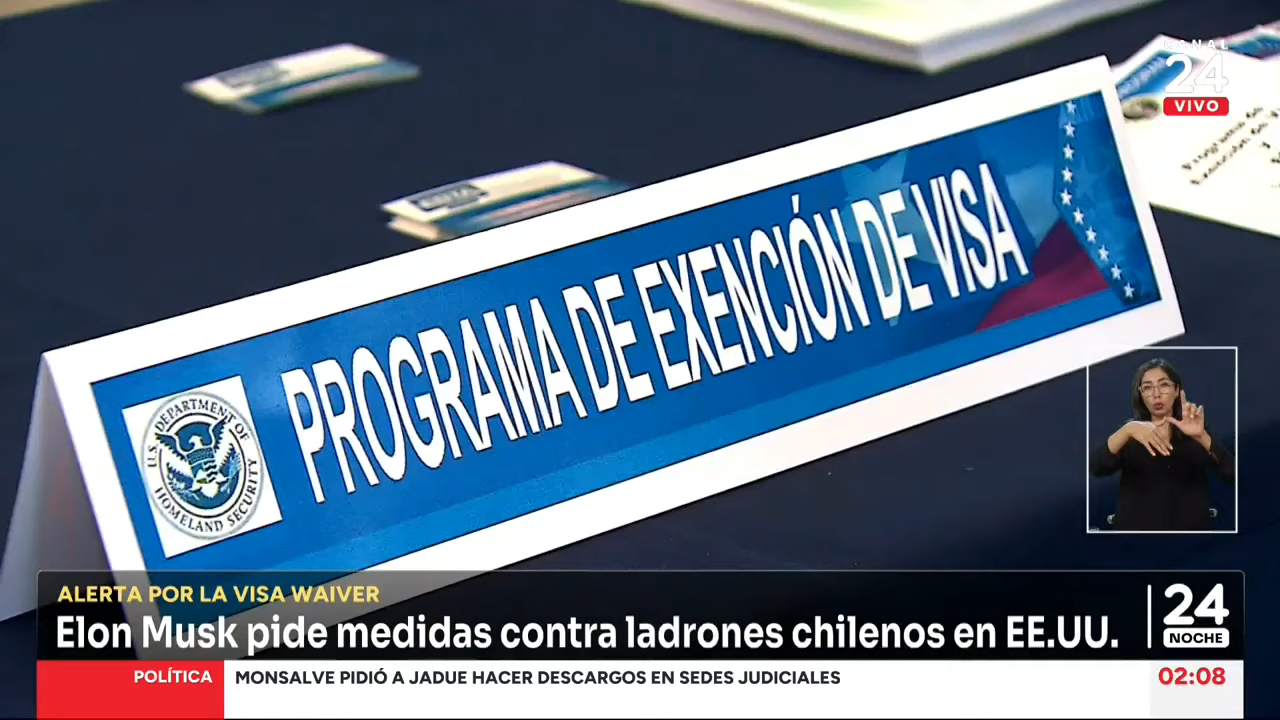 CANAL
24
VIVO
PROGRAMA DE EXENCIÓN DE VISA
U.S. DEPARTMENT OF
HOMELAND SECURITY
ALERTA POR LA VISA WAIVER
Elon Musk pide medidas contra ladrones chilenos en EE.UU.
24
NOCHE
POLÍTICA
MONSALVE PIDIÓ A JADUE HACER DESCARGOS EN SEDES JUDICIALES
02:08